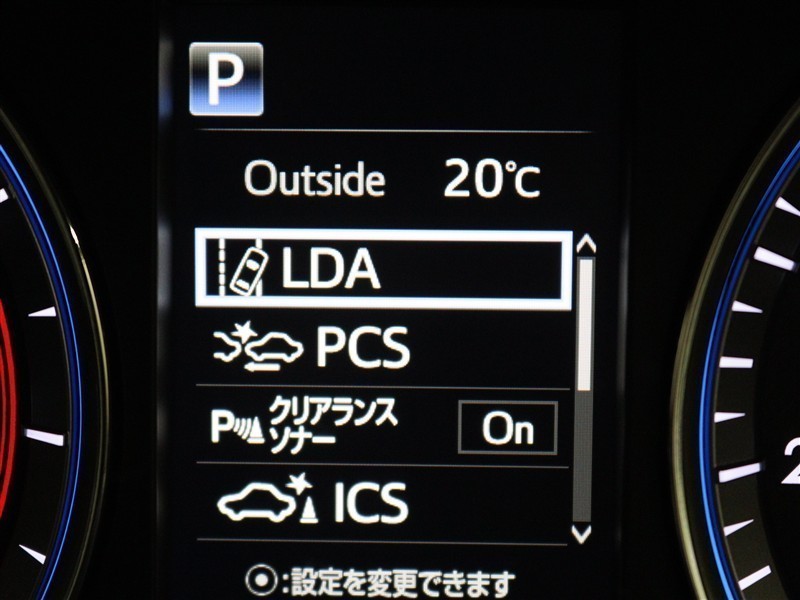 P
Outside 20℃
LDA
PCS
P クリアランス
ソナー On
ICS
:設定を変更できます
2